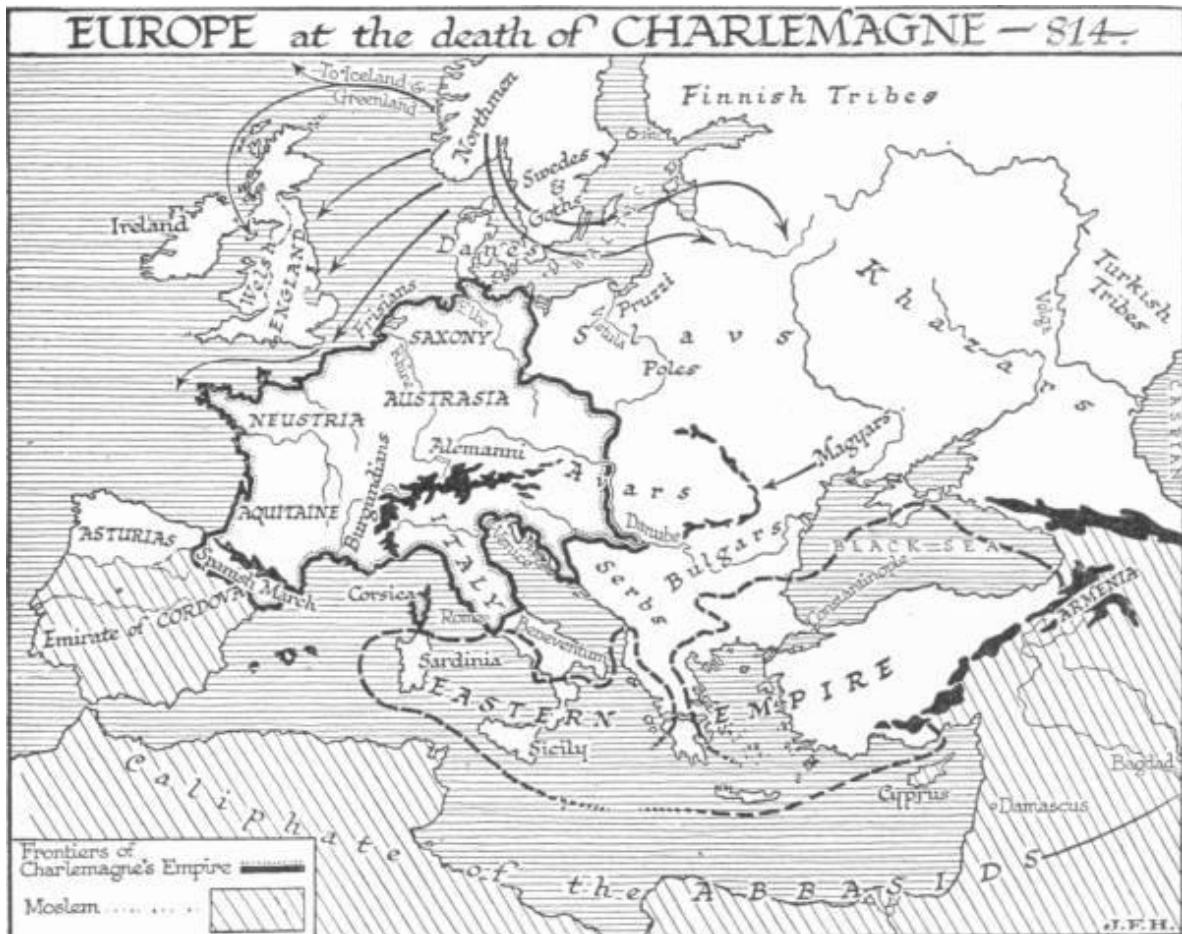 EUROPE at the death of CHARLEMAGNE – 814.
To Iceland &
Greenland
Northmen
Finnish Tribes
Swedes
&
Goths
BALTIC
Ireland
Welsh
ENGLAND
Danes
Frisians
Elbe
SAXONY
Rhine
Pruzzi
Vistula
Slavs
Poles
Khazars
Volga
Turkish
Tribes
CASPIAN
NEUSTRIA
AUSTRASIA
Burgundians
Alemanni
Avars
Magyars
AQUITAINE
ASTURIAS
Spanish March
Emirate of CORDOVA
Corsica
ITALY
Venice
Danube
Bulgars
Serbs
BLACK SEA
Constantinople
ARMENIA
Rome
Beneventum
Sardinia
EASTERN EMPIRE
Sicily
Cyprus
Bagdad
Damascus
Caliphate of the ABBASIDS
Frontiers of
Charlemagne's Empire
Moslem
J.F.H.